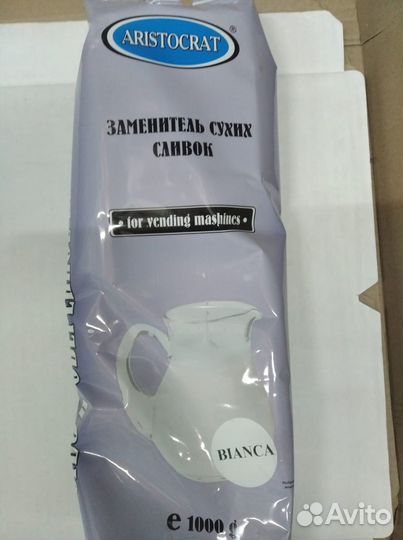 ARISTOCRAT
®
ЗАМЕНИТЕЛЬ СУХИХ
СЛИВОК
• for vending mashines •
BIANCA
e 1000 g
Avito